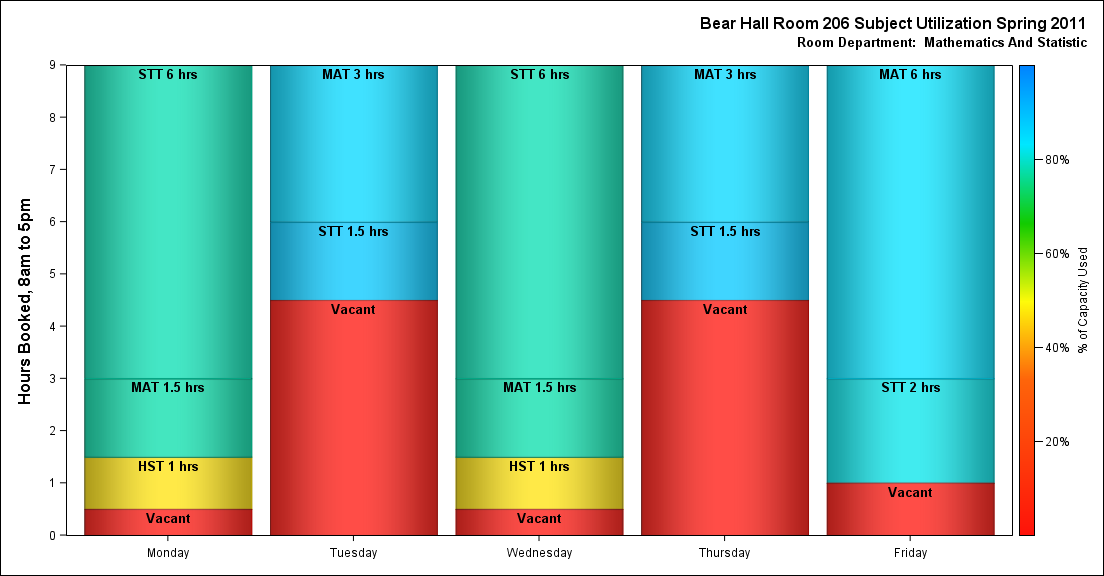 Bear Hall Room 206 Subject Utilization Spring 2011
Room Department:  Mathematics And Statistic
Hours Booked, 8am to 5pm
9
8
7
6
5
4
3
2
1
0
STT 6 hrs
MAT 1.5 hrs
HST 1 hrs
Vacant
MAT 3 hrs
STT 1.5 hrs
Vacant
STT 6 hrs
MAT 1.5 hrs
HST 1 hrs
Vacant
MAT 3 hrs
STT 1.5 hrs
Vacant
MAT 6 hrs
STT 2 hrs
Vacant
Monday
Tuesday
Wednesday
Thursday
Friday
80%
60%
40%
20%
% of Capacity Used